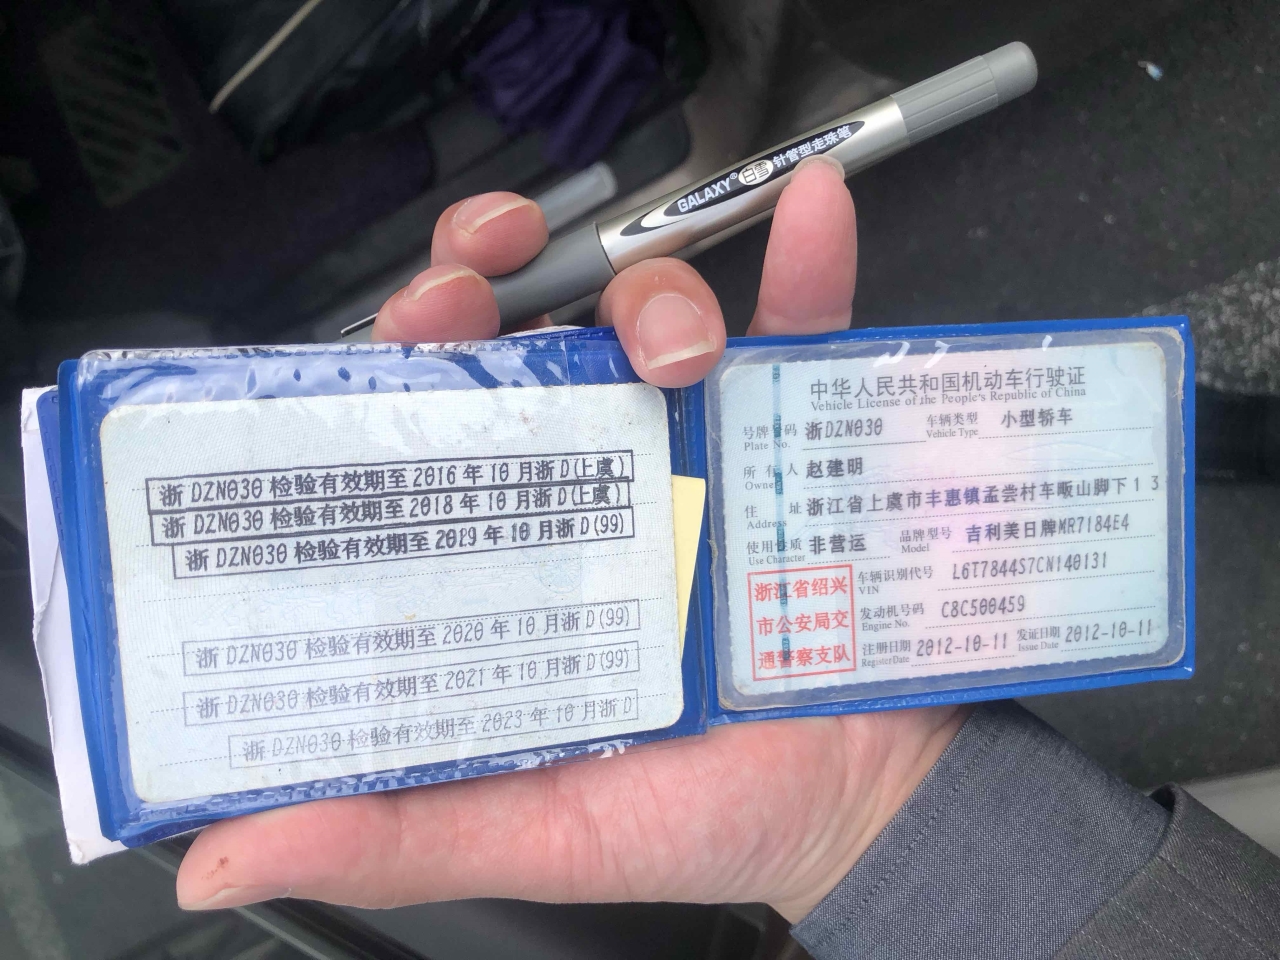 GALAXY® 白雪 针管型走珠笔
浙 DZN030 检验有效期至 2016 年 10 月浙 D(上虞)
浙 DZN030 检验有效期至 2018 年 10 月浙 D(上虞)
浙 DZN030 检验有效期至 2019 年 10 月浙 D(99)
浙 DZN030 检验有效期至 2020 年 10 月浙 D(99)
浙 DZN030 检验有效期至 2021 年 10 月浙 D(99)
浙 DZN030 检验有效期至 2023 年 10 月浙 D
中华人民共和国机动车行驶证
Vehicle License of the People's Republic of China
号牌号码 浙DZN030 车辆类型 小型轿车
Plate No. Vehicle Type
所有人 赵建明
Owner
住址 浙江省上虞市丰惠镇孟尝村车畈山脚下13
Address
使用性质 非营运 品牌型号 吉利美日牌MR7184E4
Use Character Model
浙江省绍兴
市公安局交
通警察支队
车辆识别代号 L6T7844S7CN140131
VIN
发动机号码 C8C500459
Engine No.
注册日期 2012-10-11 发证日期 2012-10-11
Register Date Issue Date